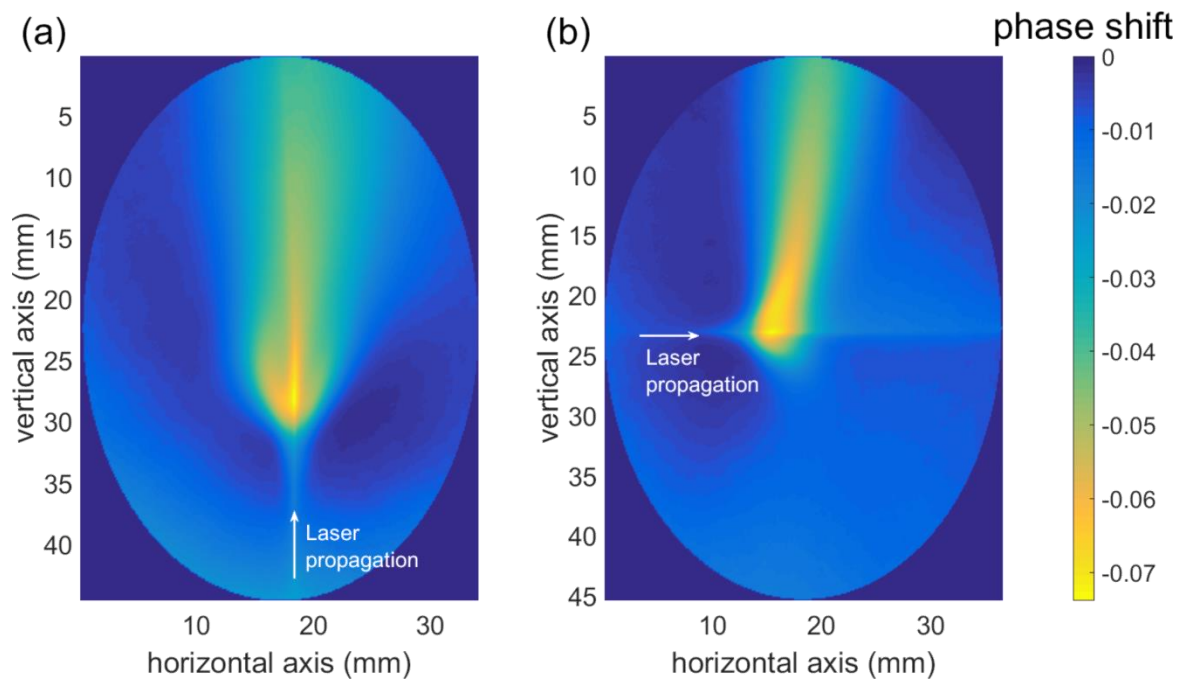 (a)
(b)
phase shift
5
10
15
20
25
30
35
40
vertical axis (mm)
Laser
propagation
10
20
30
horizontal axis (mm)
5
10
15
20
25
30
35
40
45
vertical axis (mm)
Laser
propagation
10
20
30
horizontal axis (mm)
0
-0.01
-0.02
-0.03
-0.04
-0.05
-0.06
-0.07